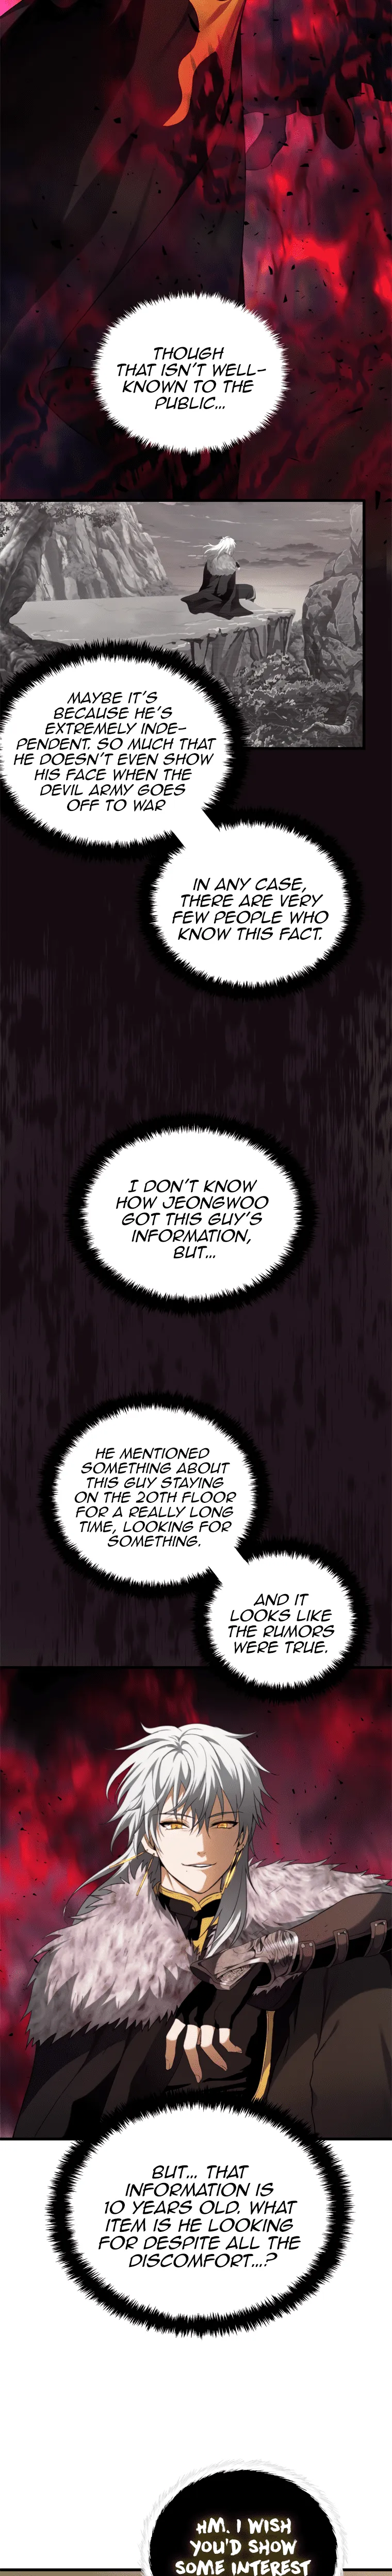 THOUGH
THAT ISN'T WELL-
KNOWN TO THE
PUBLIC...
MAYBE IT'S
BECAUSE HE'S
EXTREMELY INDE-
PENDENT. SO MUCH THAT
HE DOESN'T EVEN SHOW
HIS FACE WHEN THE
DEVIL ARMY GOES
OFF TO WAR
IN ANY CASE,
THERE ARE VERY
FEW PEOPLE WHO
KNOW THIS FACT.
I DON'T KNOW
HOW JEONGWOO
GOT THIS GUY'S
INFORMATION,
BUT...
HE MENTIONED
SOMETHING ABOUT
THIS GUY STAYING
ON THE 20TH FLOOR
FOR A REALLY LONG
TIME, LOOKING FOR
SOMETHING.
AND IT
LOOKS LIKE
THE RUMORS
WERE TRUE.
BUT... THAT
INFORMATION IS
10 YEARS OLD. WHAT
ITEM IS HE LOOKING
FOR DESPITE ALL THE
DISCOMFORT...?
HM. I WISH
YOU'D SHOW
SOME INTEREST